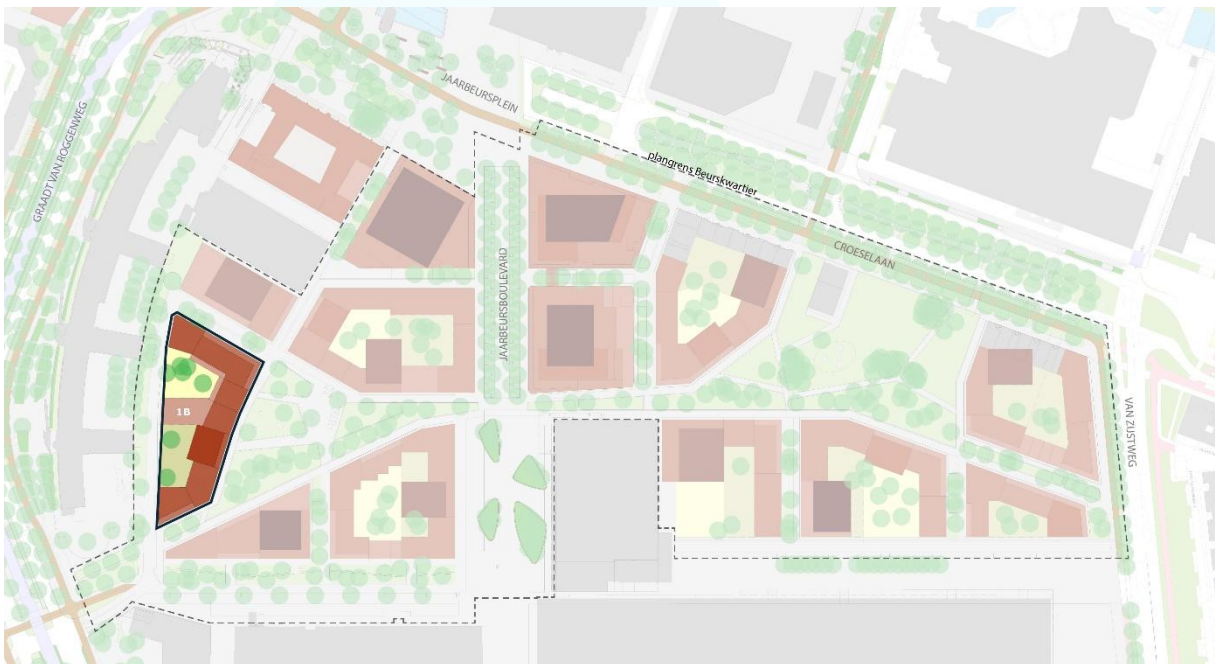 JAARBEURSPLEIN
GRAADT VAN ROGGENWEG
plangrens Beurskwartier
CROESELAAN
JAARBEURSBOULEVARD
1B
VAN ZIJSTWEG